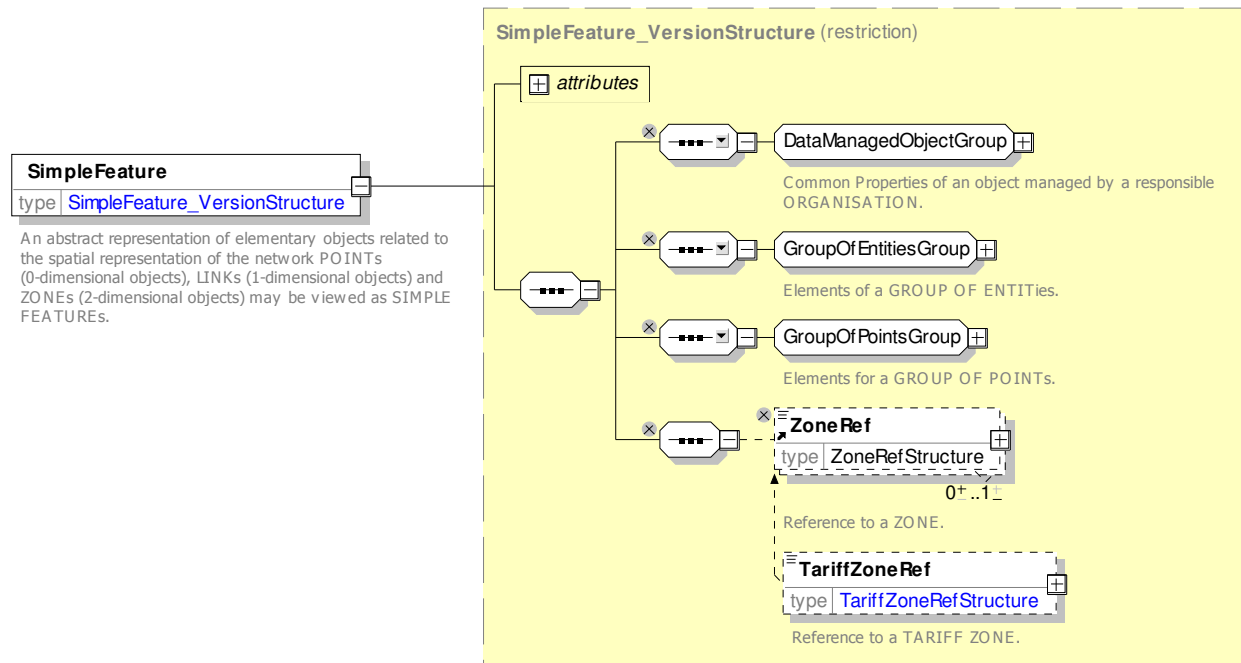 SimpleFeature_VersionStructure (restriction)
attributes
DataManagedObjectGroup
Common Properties of an object managed by a responsible
ORGANISATION.
SimpleFeature
type SimpleFeature_VersionStructure
An abstract representation of elementary objects related to
the spatial representation of the network POINTs
(0-dimensional objects), LINKs (1-dimensional objects) and
ZONEs (2-dimensional objects) may be viewed as SIMPLE
FEATUREs.
GroupOfEntitiesGroup
Elements of a GROUP OF ENTITies.
GroupOfPointsGroup
Elements for a GROUP OF POINTs.
ZoneRef
type ZoneRefStructure
0±..1±
Reference to a ZONE.
TariffZoneRef
type TariffZoneRefStructure
Reference to a TARIFF ZONE.